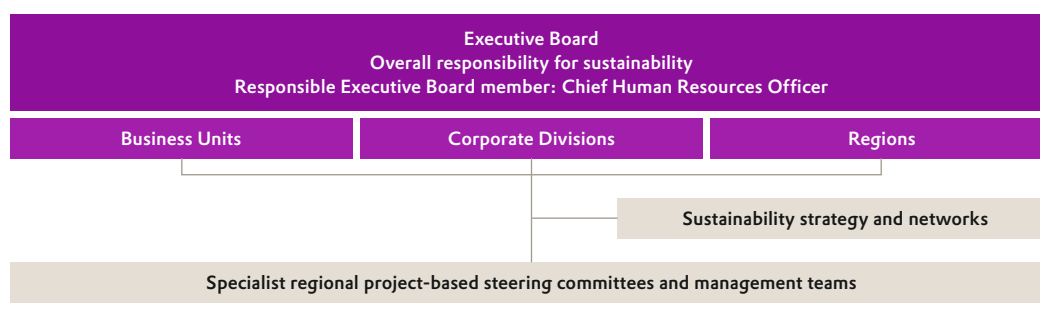 Executive Board
Overall responsibility for sustainability
Responsible Executive Board member: Chief Human Resources Officer
Business Units
Corporate Divisions
Regions
Sustainability strategy and networks
Specialist regional project-based steering committees and management teams